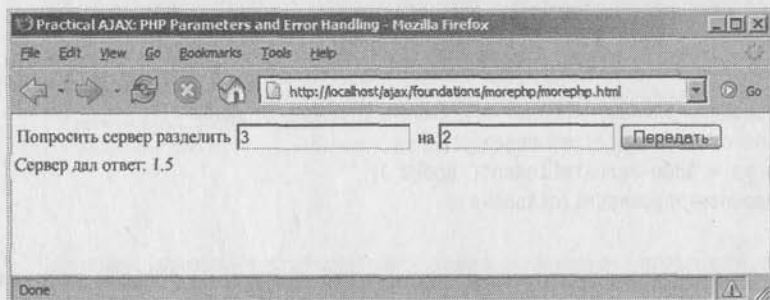 Practical AJAX: PHP Parameters and Error Handling - Mozilla Firefox
File Edit View Go Bookmarks Tools Help
http://localhost/ajax/foundations/morephp/morephp.html Go
Попросить сервер разделить 3 на 2 Передать
Сервер дал ответ: 1.5
Done